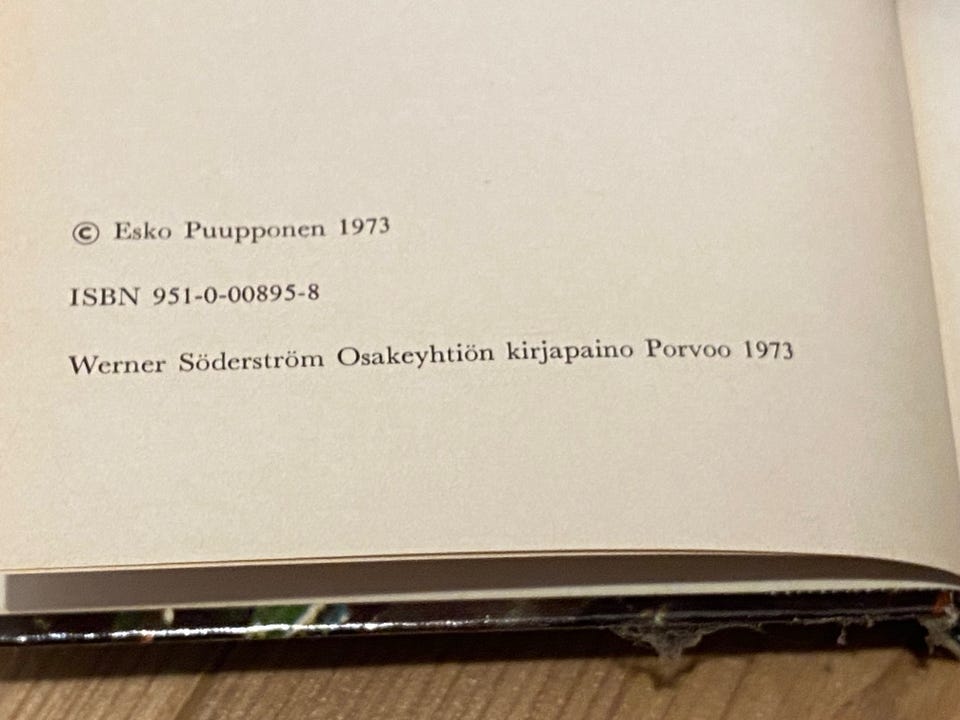 © Esko Puupponen 1973
ISBN 951-0-00895-8
Werner Söderström Osakeyhtiön kirjapaino Porvoo 1973